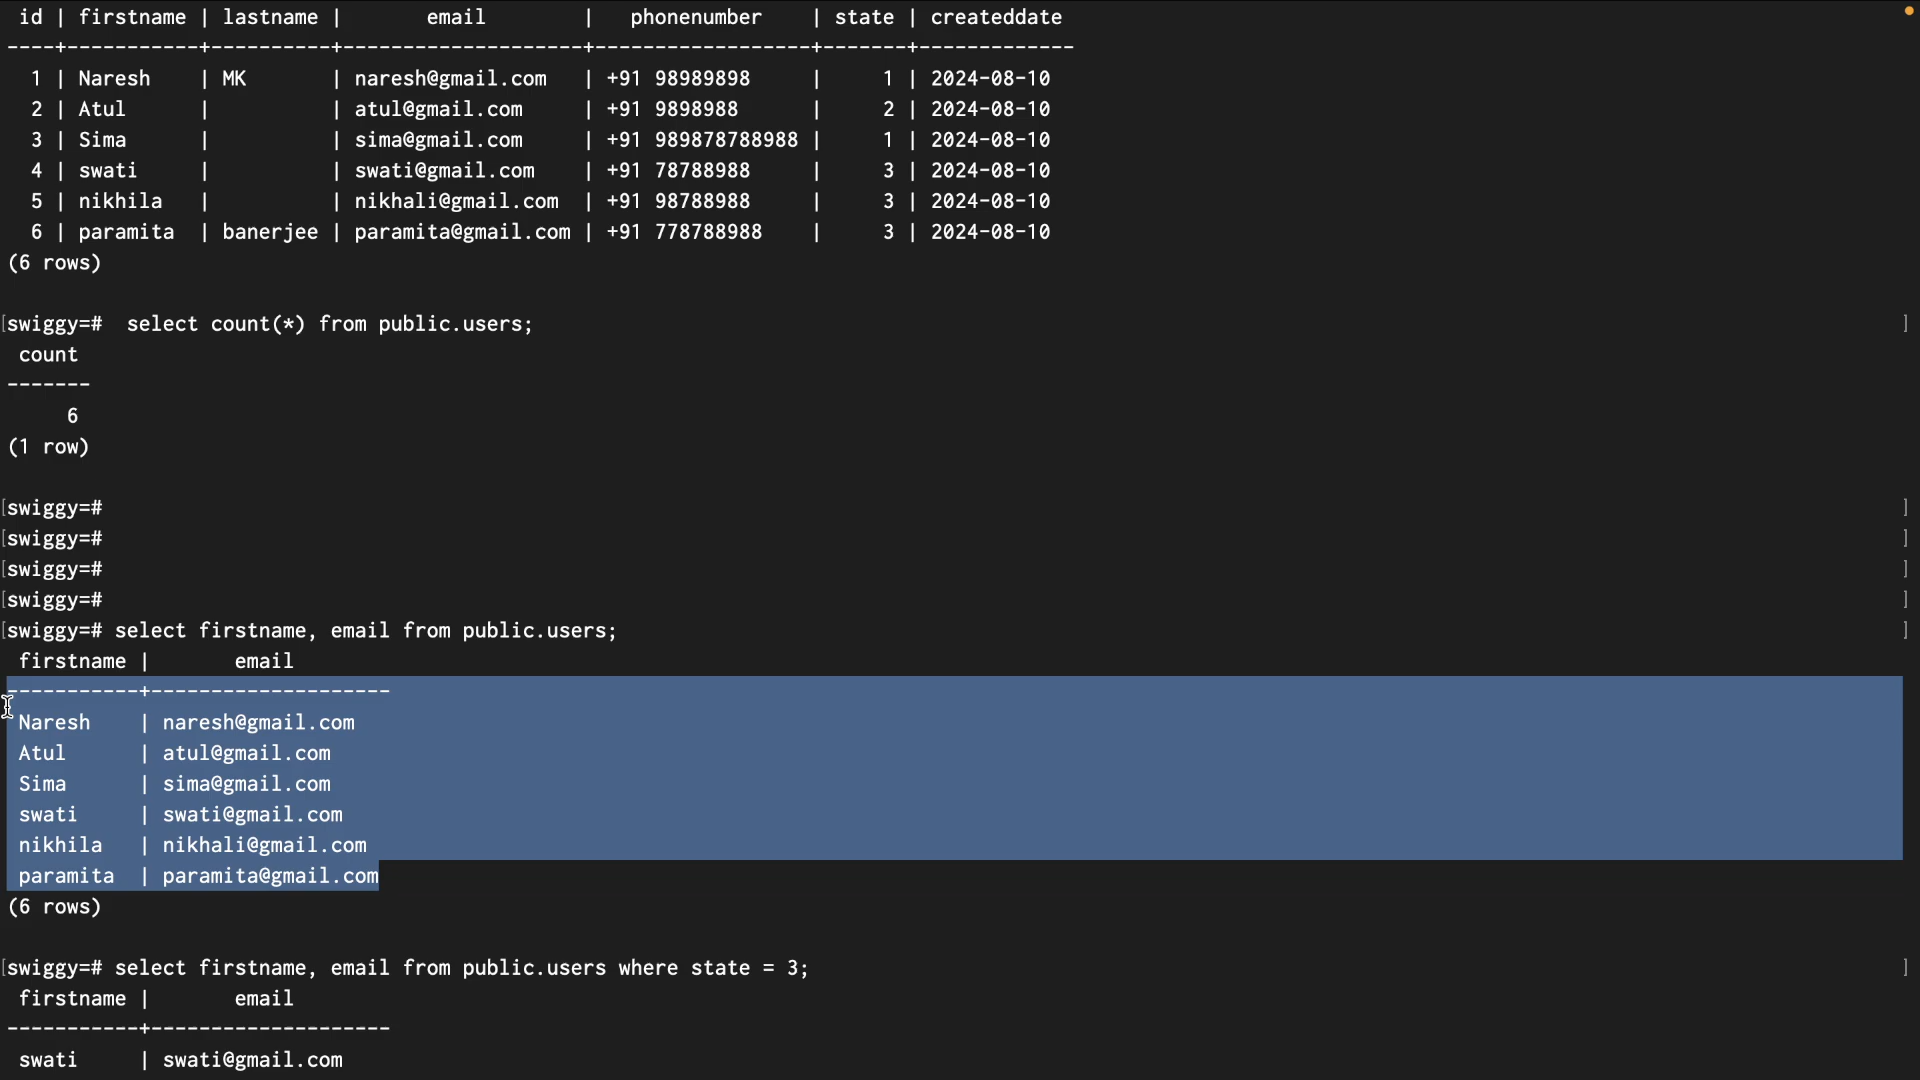 id | firstname | lastname |       email        |   phonenumber    | state | createddate
----+-----------+----------+--------------------+------------------+-------+-------------
  1 | Naresh    | MK       | naresh@gmail.com   | +91 98989898     |     1 | 2024-08-10
  2 | Atul      |          | atul@gmail.com     | +91 9898988      |     2 | 2024-08-10
  3 | Sima      |          | sima@gmail.com     | +91 989878788988 |     1 | 2024-08-10
  4 | swati     |          | swati@gmail.com    | +91 78788988     |     3 | 2024-08-10
  5 | nikhila   |          | nikhali@gmail.com  | +91 98788988     |     3 | 2024-08-10
  6 | paramita  | banerjee | paramita@gmail.com | +91 778788988    |     3 | 2024-08-10
(6 rows)
[swiggy=#  select count(*) from public.users; ]
 count
-------
     6
(1 row)
[swiggy=# ]
[swiggy=# ]
[swiggy=# ]
[swiggy=# ]
[swiggy=# select firstname, email from public.users; ]
 firstname |       email
-----------+--------------------
 Naresh    | naresh@gmail.com
 Atul      | atul@gmail.com
 Sima      | sima@gmail.com
 swati     | swati@gmail.com
 nikhila   | nikhali@gmail.com
 paramita  | paramita@gmail.com
(6 rows)
[swiggy=# select firstname, email from public.users where state = 3; ]
 firstname |       email
-----------+--------------------
 swati     | swati@gmail.com